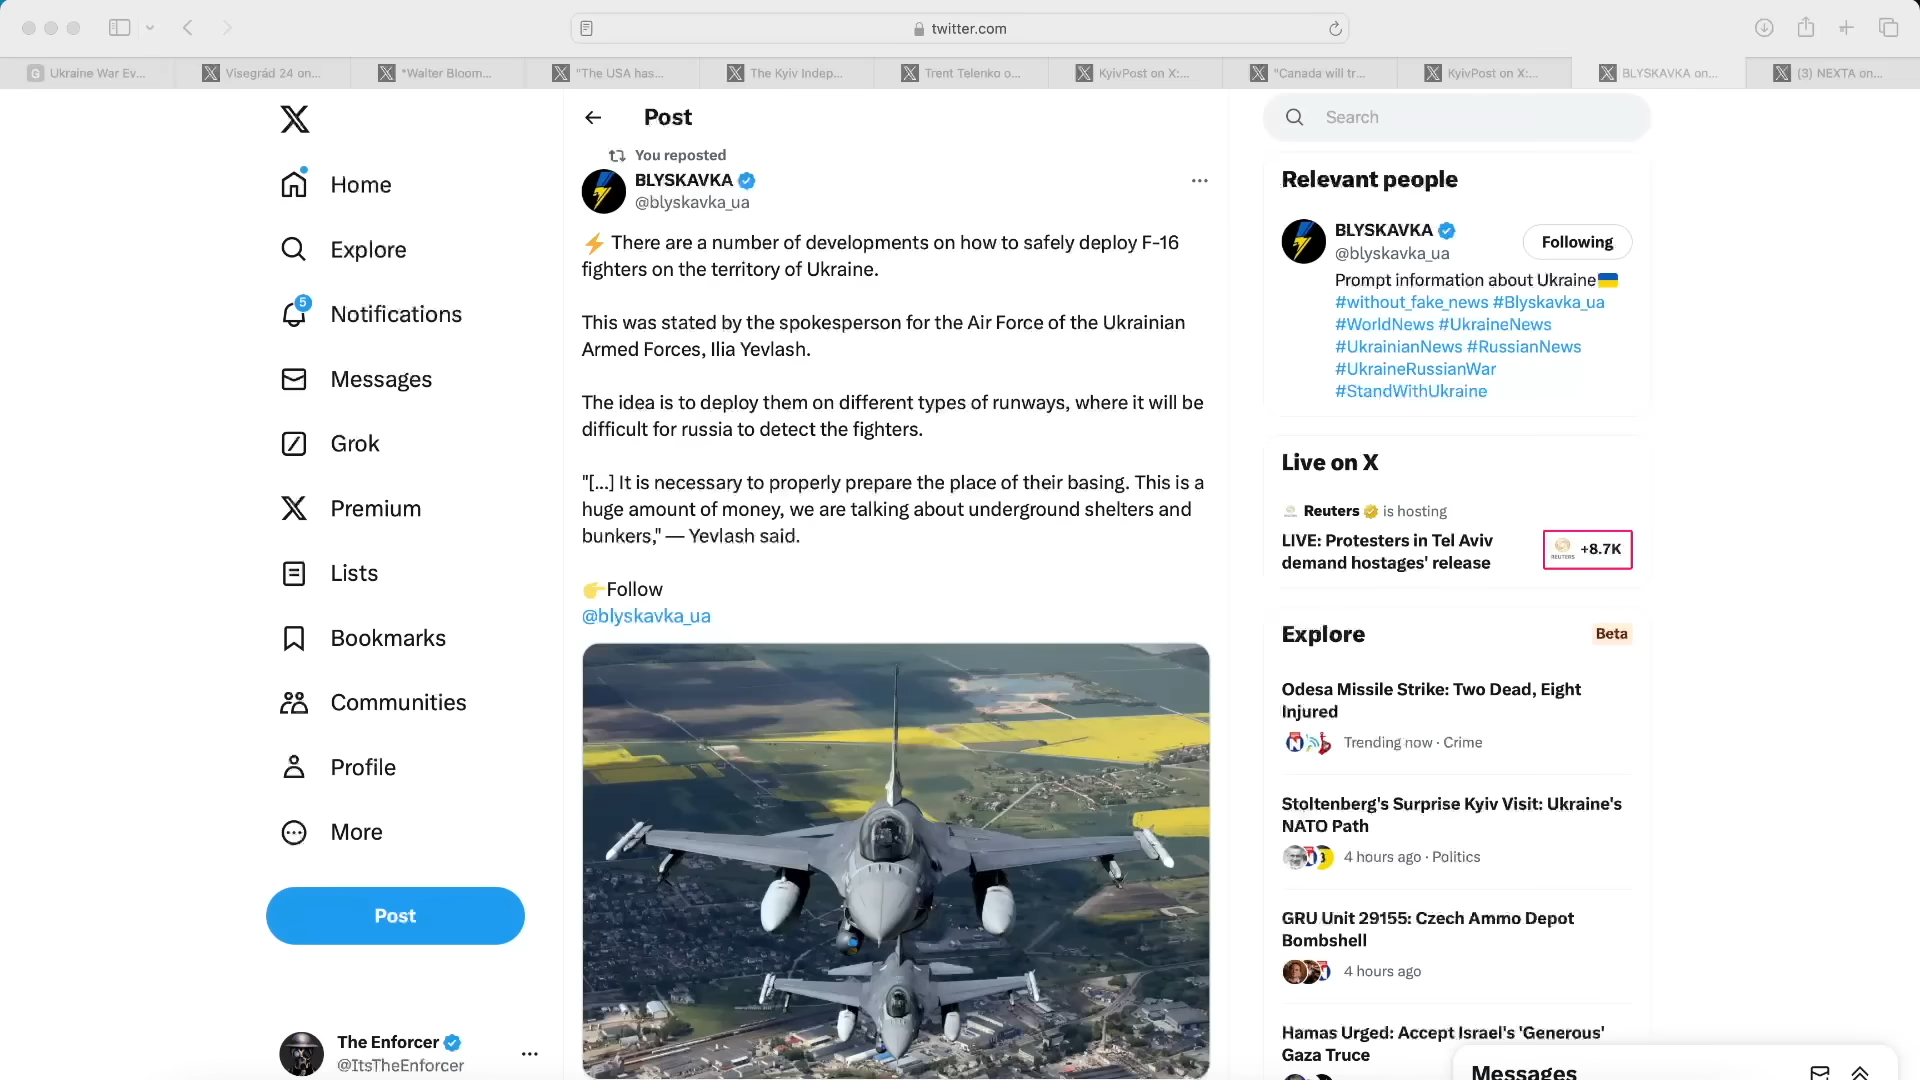 twitter.com
G Ukraine War Ev...
Visegrád 24 on...
"Walter Bloom...
"The USA has...
The Kyiv Indep...
Trent Telenko o...
KyivPost on X:...
"Canada will tr...
KyivPost on X:...
BLYSKAVKA on...
(3) NEXTA on...
Home
Explore
5
Notifications
Messages
Grok
Premium
Lists
Bookmarks
Communities
Profile
More
Post
The Enforcer
@ItsTheEnforcer
Post
You reposted
BLYSKAVKA
@blyskavka_ua
⚡ There are a number of developments on how to safely deploy F-16
fighters on the territory of Ukraine.
This was stated by the spokesperson for the Air Force of the Ukrainian
Armed Forces, Ilia Yevlash.
The idea is to deploy them on different types of runways, where it will be
difficult for russia to detect the fighters.
"[...] It is necessary to properly prepare the place of their basing. This is a
huge amount of money, we are talking about underground shelters and
bunkers," — Yevlash said.
👉Follow
@blyskavka_ua
Search
Relevant people
BLYSKAVKA
@blyskavka_ua
Following
Prompt information about Ukraine🇺🇦
#without_fake_news #Blyskavka_ua
#WorldNews #UkraineNews
#UkrainianNews #RussianNews
#UkraineRussianWar
#StandWithUkraine
Live on X
Reuters is hosting
LIVE: Protesters in Tel Aviv
demand hostages' release
REUTERS
+8.7K
Explore
Beta
Odesa Missile Strike: Two Dead, Eight
Injured
Trending now · Crime
Stoltenberg's Surprise Kyiv Visit: Ukraine's
NATO Path
4 hours ago · Politics
GRU Unit 29155: Czech Ammo Depot
Bombshell
4 hours ago
Hamas Urged: Accept Israel's 'Generous'
Gaza Truce
Messages